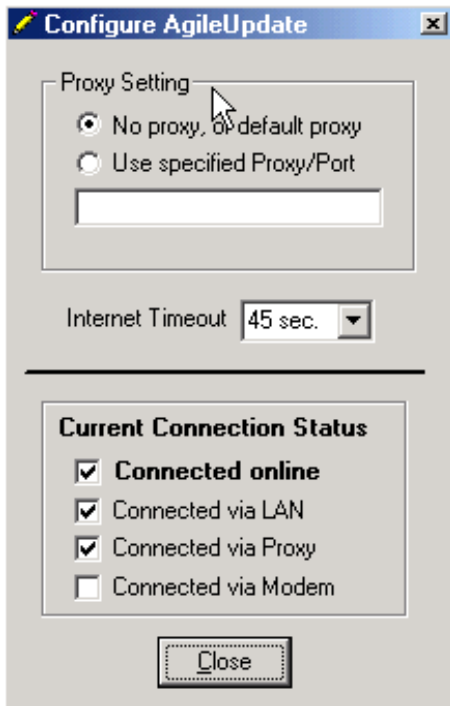 Configure AgileUpdate
Proxy Setting
No proxy, or default proxy
Use specified Proxy/Port
Internet Timeout 45 sec.
Current Connection Status
Connected online
Connected via LAN
Connected via Proxy
Connected via Modem
Close